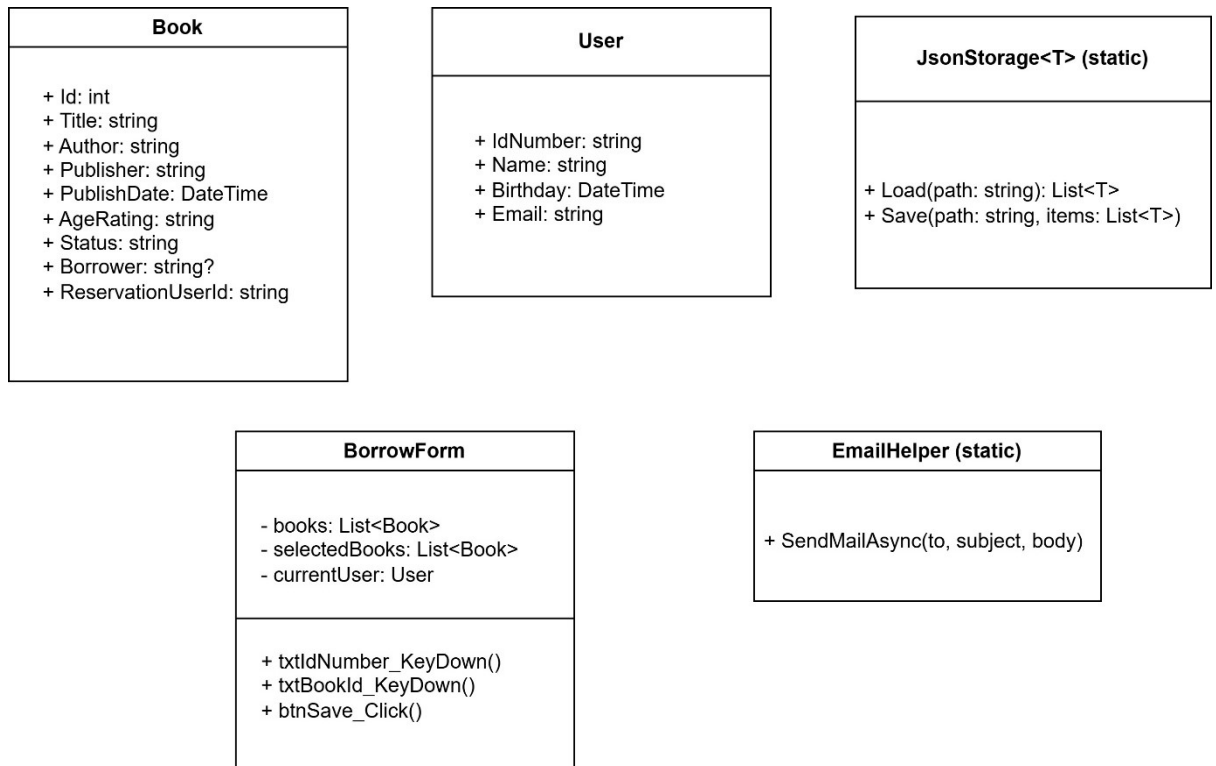 Book
+ Id: int
+ Title: string
+ Author: string
+ Publisher: string
+ PublishDate: DateTime
+ AgeRating: string
+ Status: string
+ Borrower: string?
+ ReservationUserId: string
User
+ IdNumber: string
+ Name: string
+ Birthday: DateTime
+ Email: string
JsonStorage<T> (static)
+ Load(path: string): List<T>
+ Save(path: string, items: List<T>)
BorrowForm
- books: List<Book>
- selectedBooks: List<Book>
- currentUser: User
+ txtIdNumber_KeyDown()
+ txtBookId_KeyDown()
+ btnSave_Click()
EmailHelper (static)
+ SendMailAsync(to, subject, body)